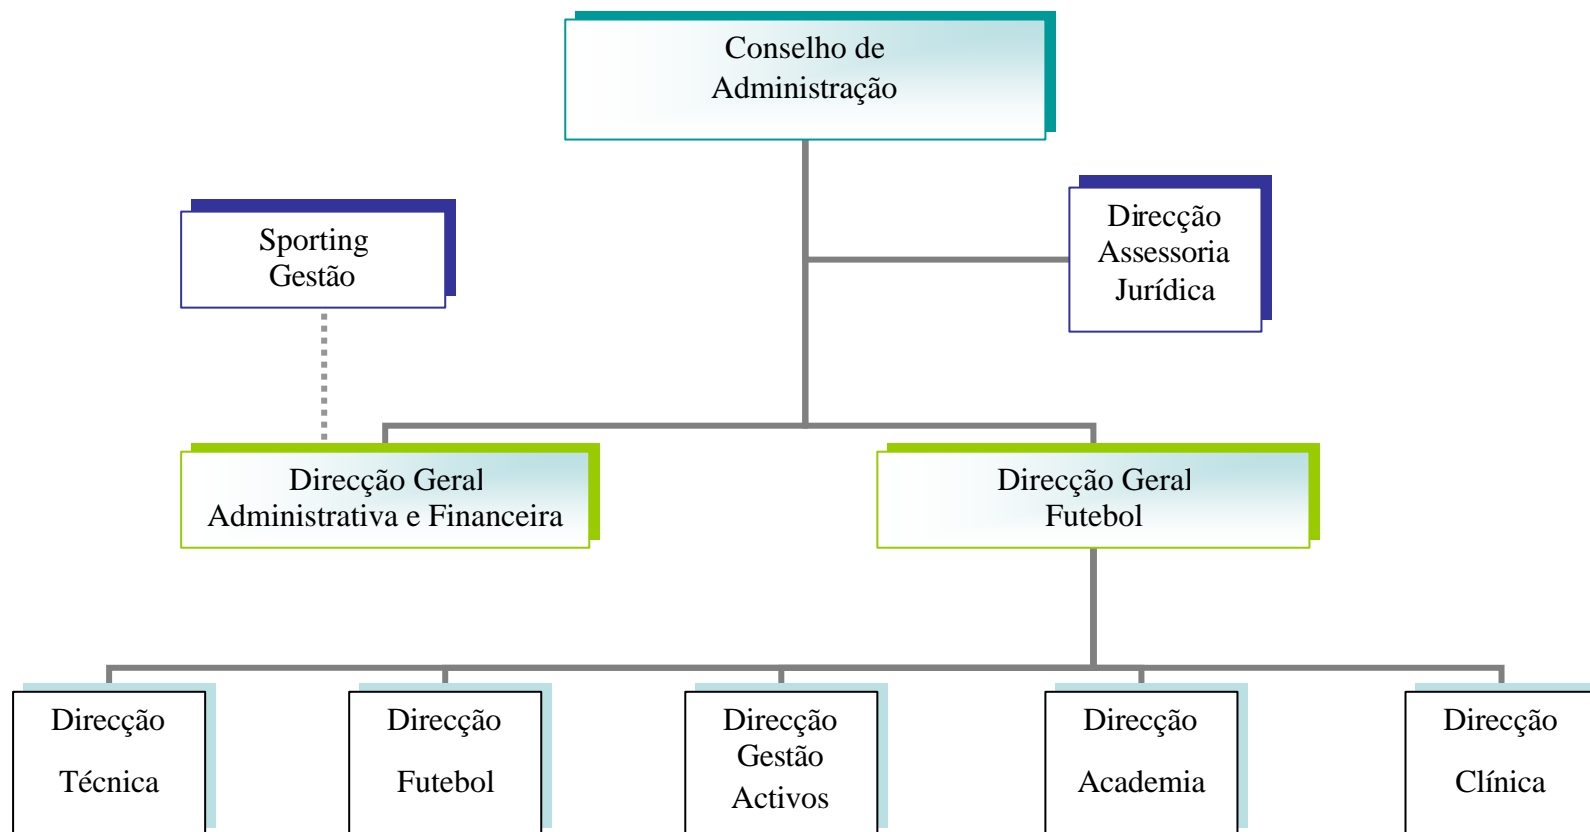 Conselho de
Administração
Sporting
Gestão
Direcção
Assessoria
Jurídica
Direcção Geral
Administrativa e Financeira
Direcção Geral
Futebol
Direcção
Técnica
Direcção
Futebol
Direcção
Gestão
Activos
Direcção
Academia
Direcção
Clínica